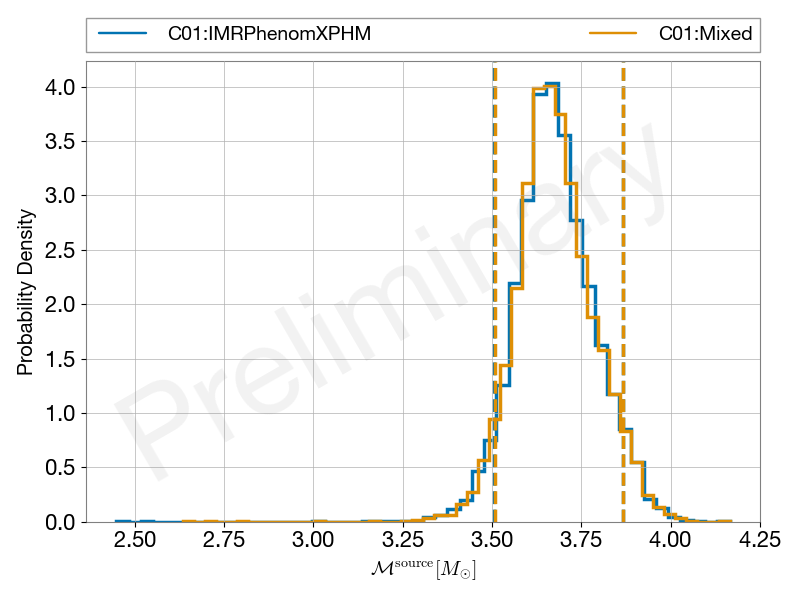 C01:IMRPhenomXPHM C01:Mixed
Preliminary
Probability Density
4.0
3.5
3.0
2.5
2.0
1.5
1.0
0.5
0.0
2.50 2.75 3.00 3.25 3.50 3.75 4.00 4.25
ℳ^source [M_⊙]